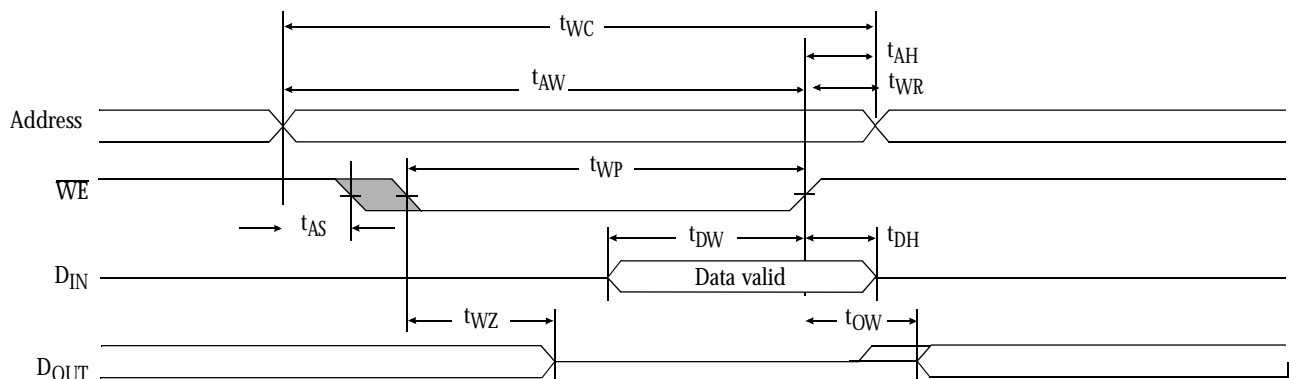 tWC
tAH
tAW
tWR
Address
tWP
WE
tAS
tDW
tDH
DIN
Data valid
tWZ
tOW
DOUT